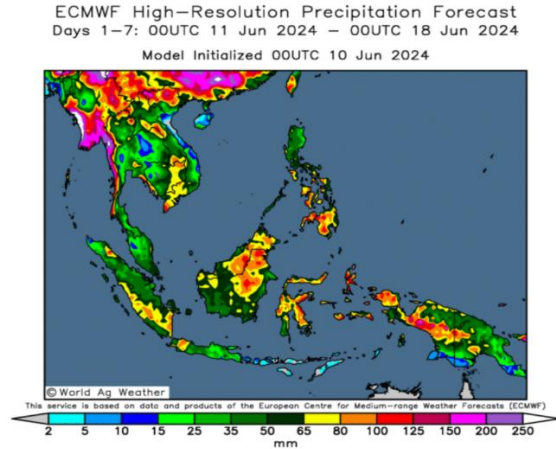 ECMWF High-Resolution Precipitation Forecast
Days 1-7: 00UTC 11 Jun 2024 - 00UTC 18 Jun 2024
Model Initialized 00UTC 10 Jun 2024
©World Ag Weather
This service is based on data and products of the European Centre for Medium-range Weather Forecasts (ECMWF)
2 5 10 15 25 35 50 65 80 100 125 150 200 250
mm